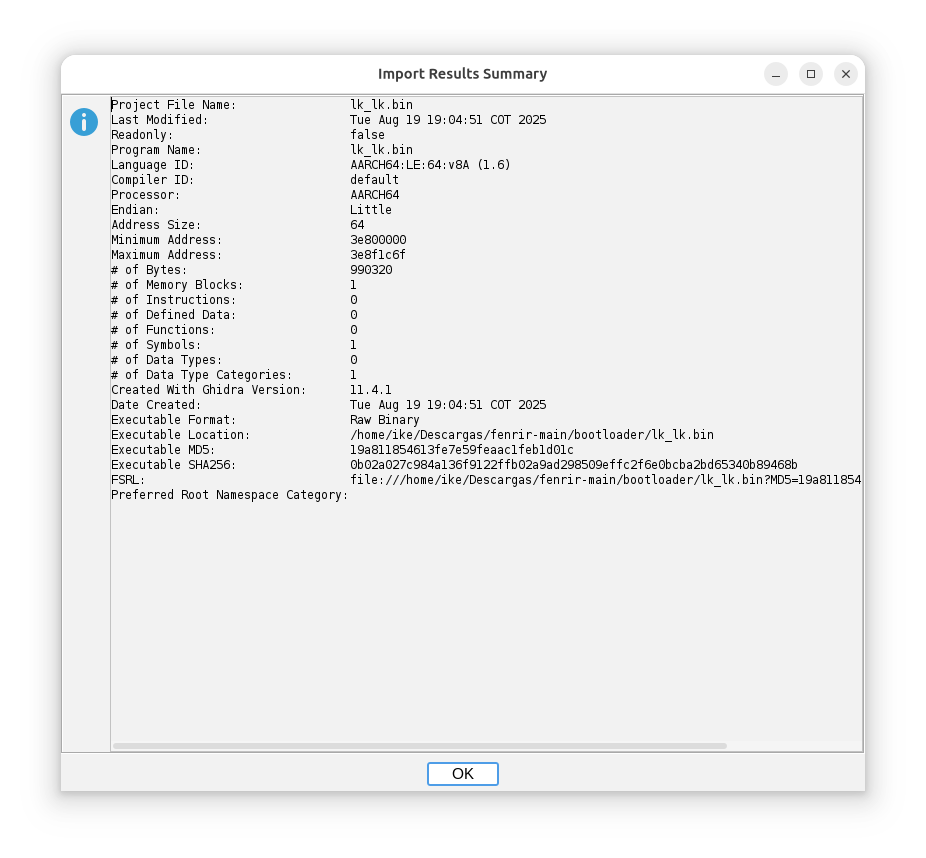 Import Results Summary
Project File Name: lk_lk.bin
Last Modified: Tue Aug 19 19:04:51 COT 2025
Readonly: false
Program Name: lk_lk.bin
Language ID: AARCH64:LE:64:v8A (1.6)
Compiler ID: default
Processor: AARCH64
Endian: Little
Address Size: 64
Minimum Address: 3e800000
Maximum Address: 3e8f1c6f
# of Bytes: 990320
# of Memory Blocks: 1
# of Instructions: 0
# of Defined Data: 0
# of Functions: 0
# of Symbols: 1
# of Data Types: 0
# of Data Type Categories: 1
Created With Ghidra Version: 11.4.1
Date Created: Tue Aug 19 19:04:51 COT 2025
Executable Format: Raw Binary
Executable Location: /home/ike/Descargas/fenrir-main/bootloader/lk_lk.bin
Executable MD5: 19a811854613fe7e59feaac1feb1d01c
Executable SHA256: 0b02a027c984a136f9122ffb02a9ad298509effc2f6e0bcba2bd65340b89468b
FSRL: file:///home/ike/Descargas/fenrir-main/bootloader/lk_lk.bin?MD5=19a811854
Preferred Root Namespace Category:
OK